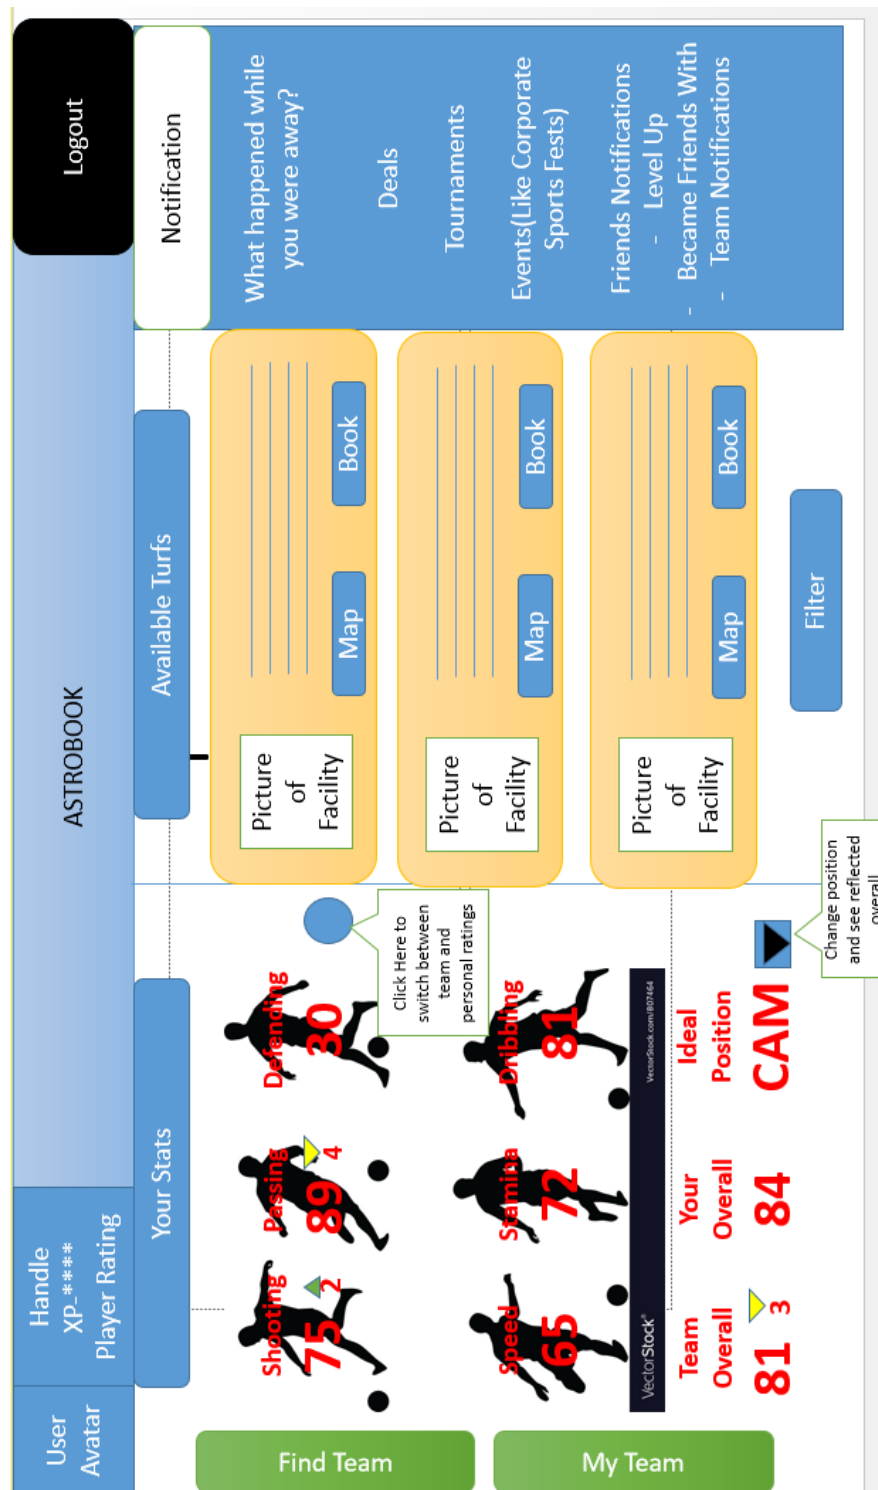 User
Avatar
Handle
XP-****
Player Rating
ASTROBOOK
Logout
Find Team
My Team
Your Stats
Shooting
75
2
Passing
89
4
Defending
30
Speed
65
Stamina
72
Dribbling
81
VectorStock®
VectorStock.com/807464
Team
Overall
81
3
Your
Overall
84
Ideal
Position
CAM
Click Here to
switch between
team and
personal ratings
Change position
and see reflected
overall
Available Turfs
Picture
of
Facility
Map
Book
Picture
of
Facility
Map
Book
Picture
of
Facility
Map
Book
Filter
Notification
What happened while
you were away?
Deals
Tournaments
Events(Like Corporate
Sports Fests)
Friends Notifications
- Level Up
- Became Friends With
- Team Notifications